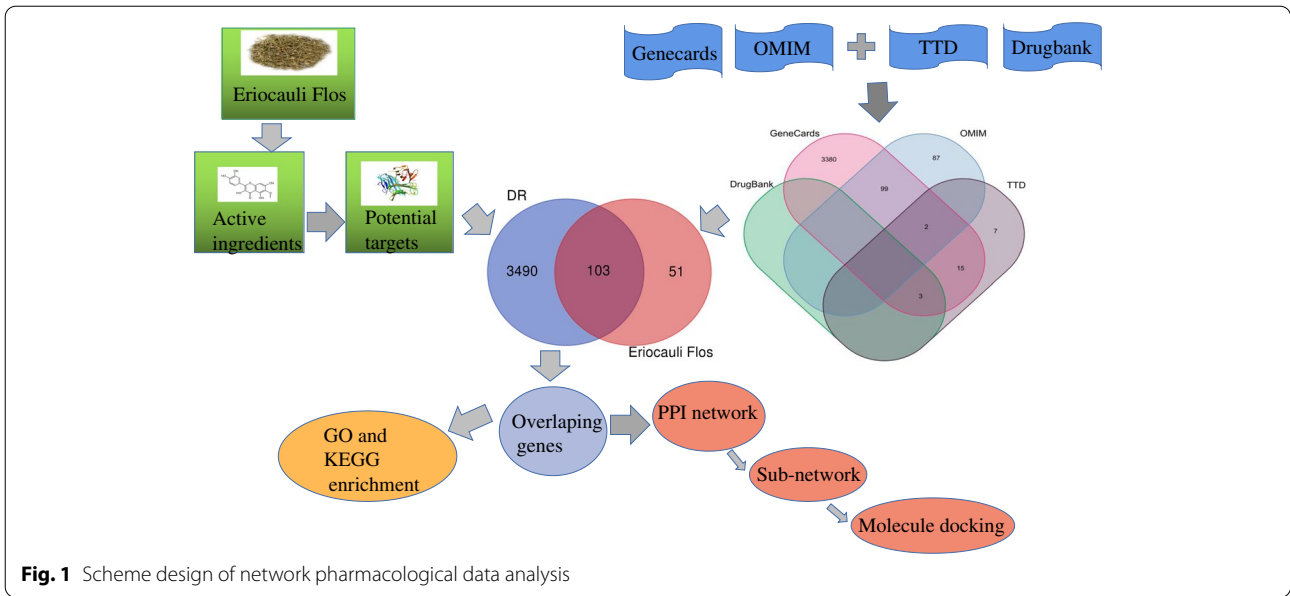 Genecards
OMIM
TTD
Drugbank
Eriocauli Flos
Active
ingredients
Potential
targets
GeneCards
OMIM
DrugBank
TTD
3380
87
99
2
7
15
3
DR
3490
103
51
Eriocauli Flos
Overlaping
genes
GO and
KEGG
enrichment
PPI network
Sub-network
Molecule docking
Fig. 1 Scheme design of network pharmacological data analysis